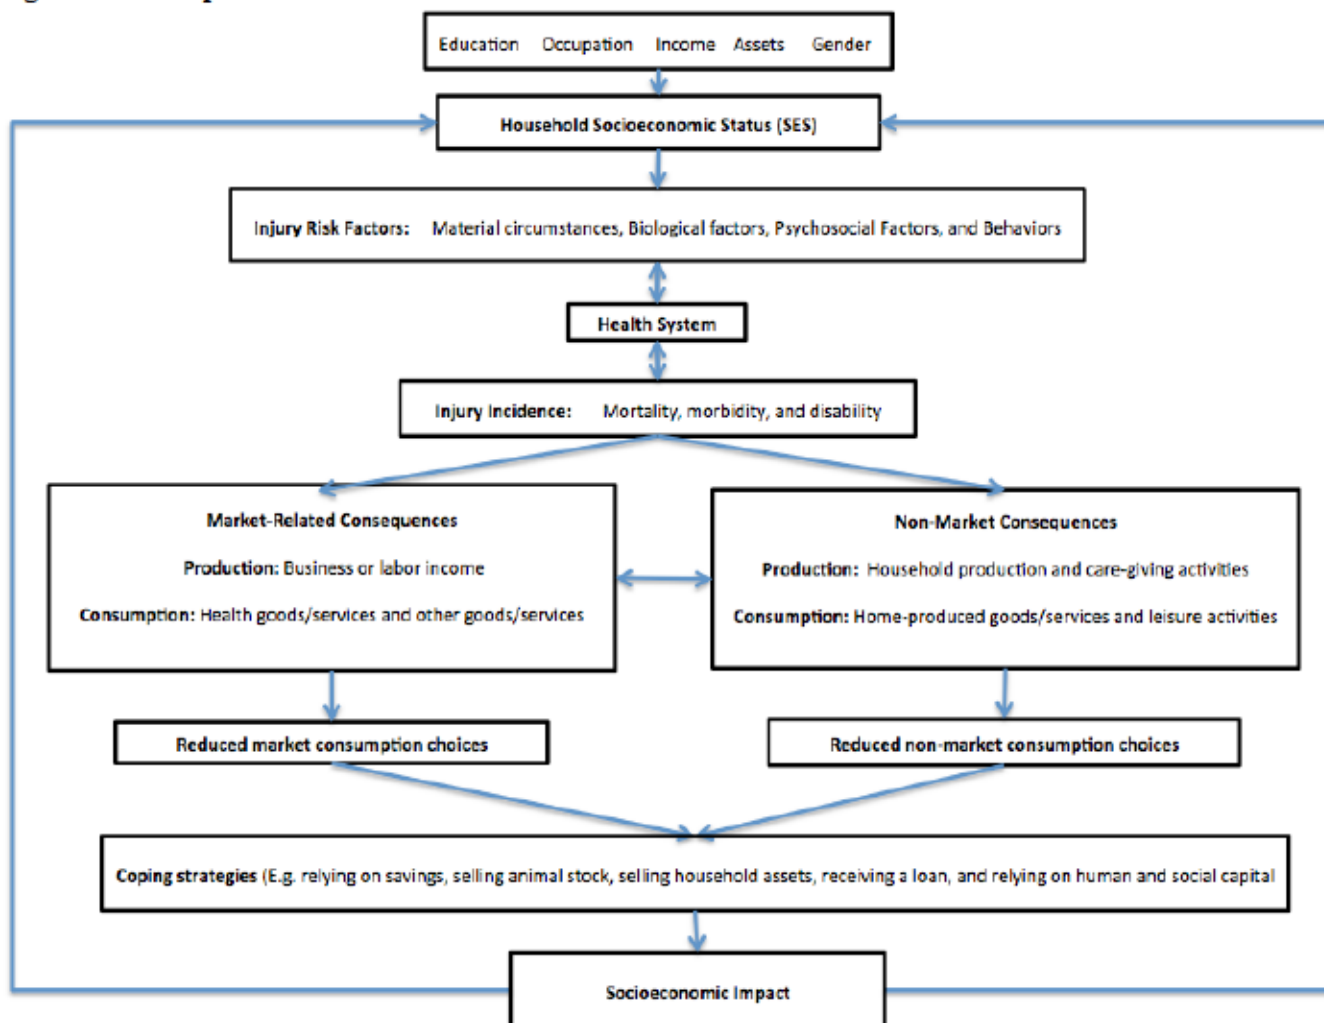 Education Occupation Income Assets Gender
Household Socioeconomic Status (SES)
Injury Risk Factors: Material circumstances, Biological factors, Psychosocial Factors, and Behaviors
Health System
Injury Incidence: Mortality, morbidity, and disability
Market-Related Consequences
Production: Business or labor income
Consumption: Health goods/services and other goods/services
Non-Market Consequences
Production: Household production and care-giving activities
Consumption: Home-produced goods/services and leisure activities
Reduced market consumption choices
Reduced non-market consumption choices
Coping strategies (E.g. relying on savings, selling animal stock, selling household assets, receiving a loan, and relying on human and social capital
Socioeconomic Impact